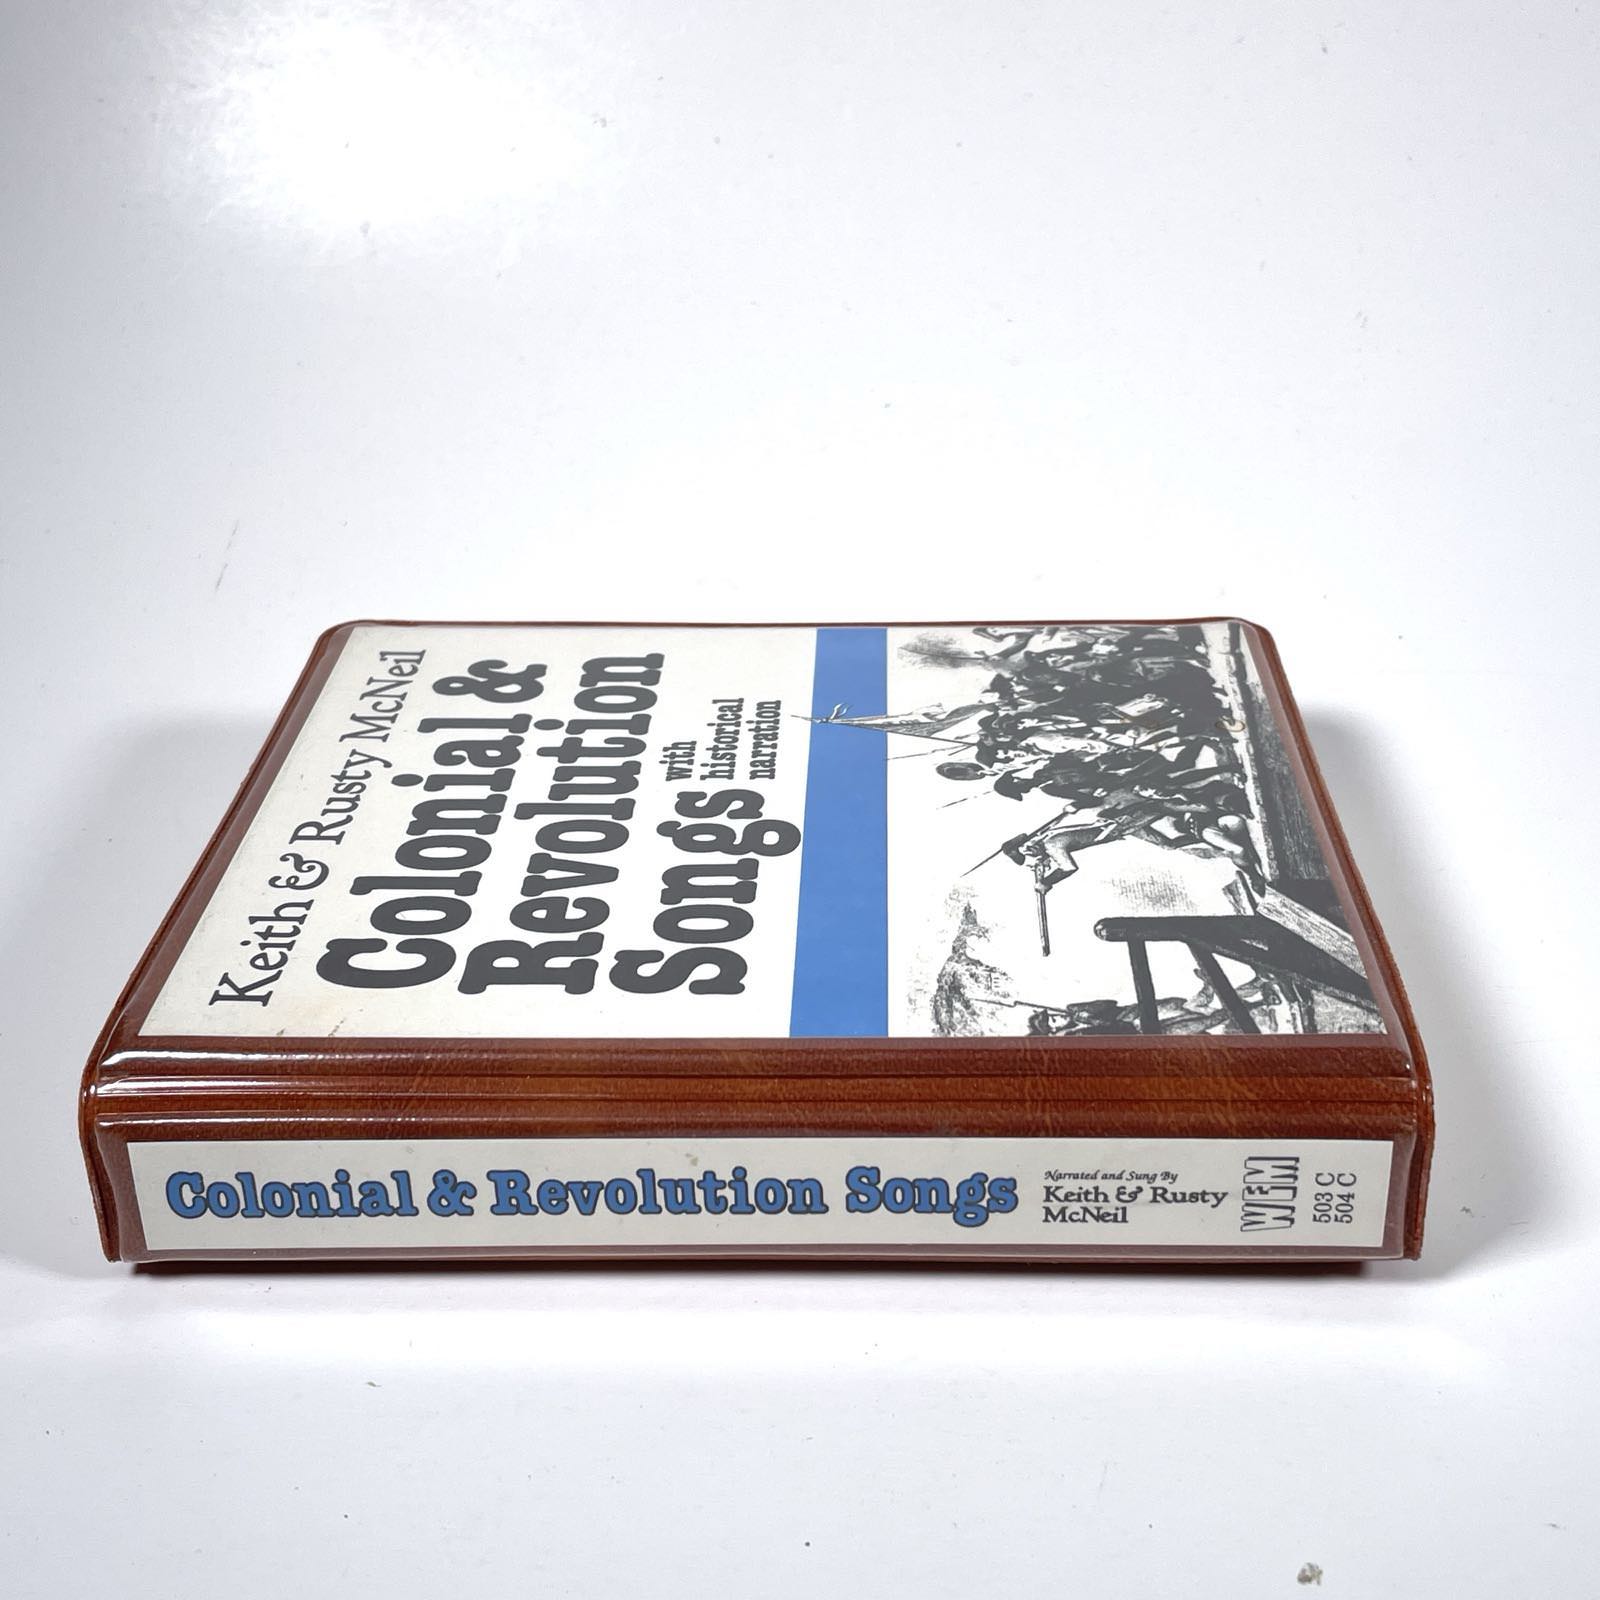 Keith & Rusty McNeil
Colonial &
Revolution
Songs
with
historical
narration
Colonial & Revolution Songs
Narrated and Sung By
Keith & Rusty
McNeil
WEM
503 C
504 C